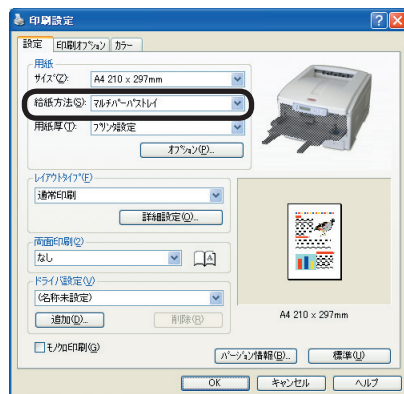 印刷設定
設定 印刷オプション カラー
用紙
サイズ(Z): A4 210 x 297mm
給紙方法(S): マルチパーパストレイ
用紙厚(T): プリンタ設定
オプション(P)...
レイアウトタイプ(E)
通常印刷
詳細設定(O)...
両面印刷(2)
なし
ドライバ設定(V)
(名称未設定)
追加(D)... 削除(R)
A4 210 x 297mm
モノクロ印刷(G)
バージョン情報(B)... 標準(U)
OK キャンセル ヘルプ